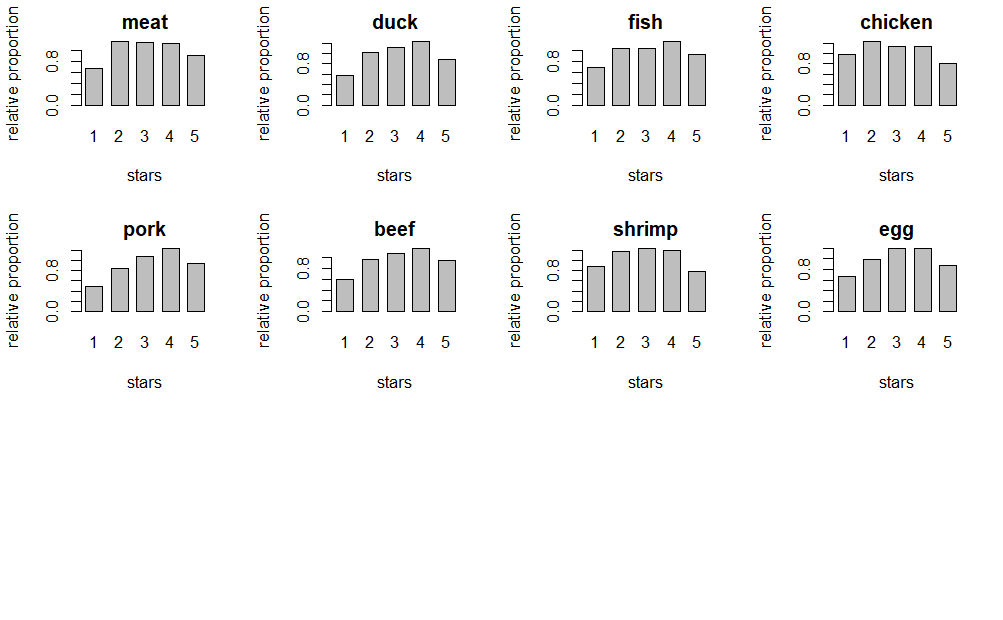 meat
relative proportion
0.8
0.0
1 2 3 4 5
stars
duck
relative proportion
0.8
0.0
1 2 3 4 5
stars
fish
relative proportion
0.8
0.0
1 2 3 4 5
stars
chicken
relative proportion
0.8
0.0
1 2 3 4 5
stars
pork
relative proportion
0.8
0.0
1 2 3 4 5
stars
beef
relative proportion
0.8
0.0
1 2 3 4 5
stars
shrimp
relative proportion
0.8
0.0
1 2 3 4 5
stars
egg
relative proportion
0.8
0.0
1 2 3 4 5
stars